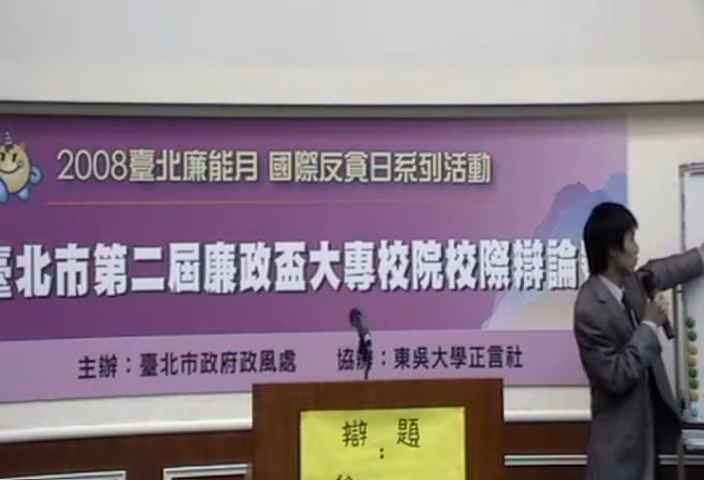 2008臺北廉能月 國際反貪日系列活動
臺北市第二屆廉政盃大專校院校際辯論
主辦：臺北市政府政風處 協辦：東吳大學正言社
辯題：